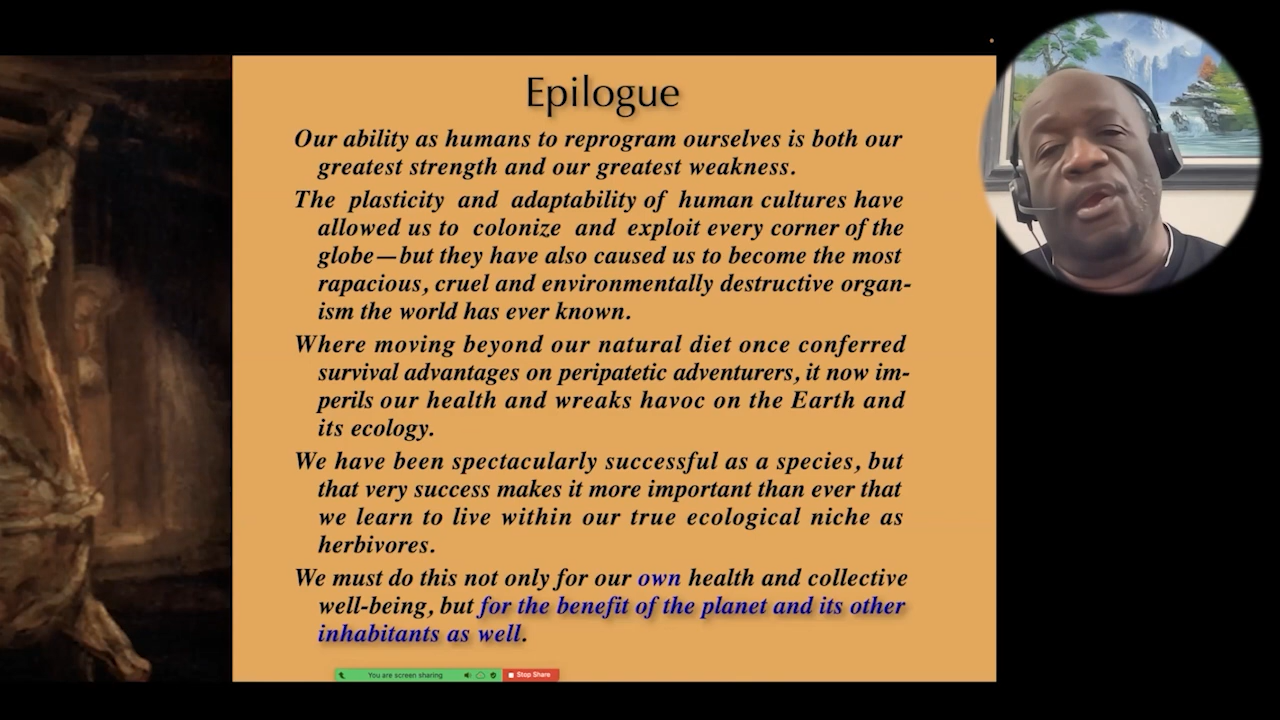 Epilogue
Our ability as humans to reprogram ourselves is both our
greatest strength and our greatest weakness.
The plasticity and adaptability of human cultures have
allowed us to colonize and exploit every corner of the
globe—but they have also caused us to become the most
rapacious, cruel and environmentally destructive organ-
ism the world has ever known.
Where moving beyond our natural diet once conferred
survival advantages on peripatetic adventurers, it now im-
perils our health and wreaks havoc on the Earth and
its ecology.
We have been spectacularly successful as a species, but
that very success makes it more important than ever that
we learn to live within our true ecological niche as
herbivores.
We must do this not only for our own health and collective
well-being, but for the benefit of the planet and its other
inhabitants as well.
You are screen sharing Stop Share